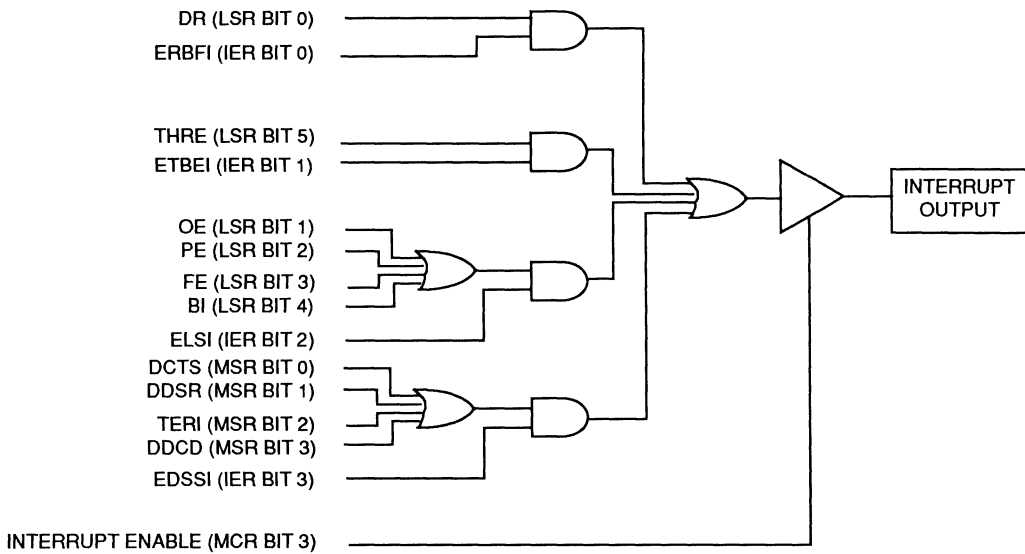 DR (LSR BIT 0)
ERBFI (IER BIT 0)
THRE (LSR BIT 5)
ETBEI (IER BIT 1)
OE (LSR BIT 1)
PE (LSR BIT 2)
FE (LSR BIT 3)
BI (LSR BIT 4)
ELSI (IER BIT 2)
DCTS (MSR BIT 0)
DDSR (MSR BIT 1)
TERI (MSR BIT 2)
DDCD (MSR BIT 3)
EDSSI (IER BIT 3)
INTERRUPT ENABLE (MCR BIT 3)
INTERRUPT
OUTPUT